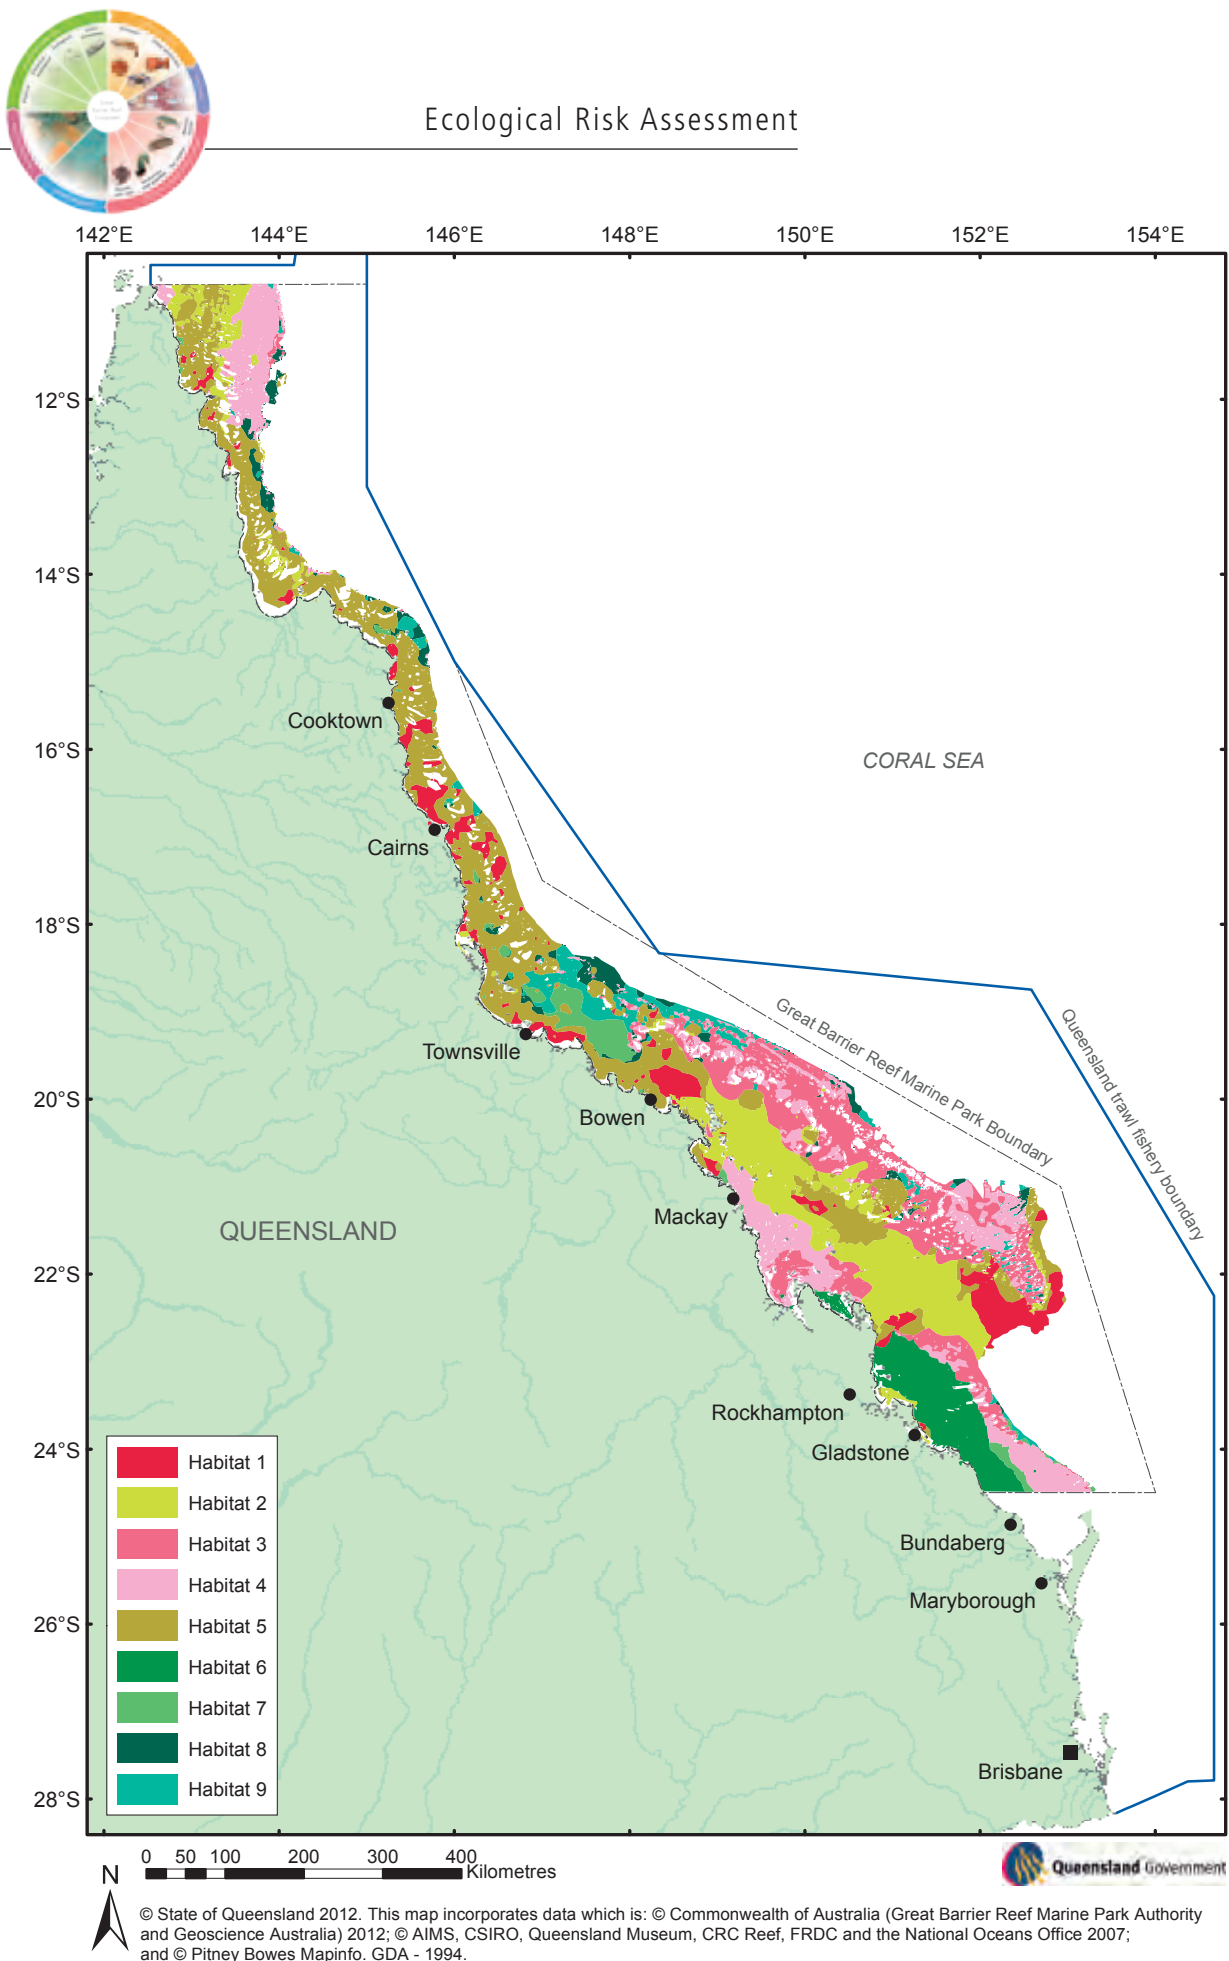 Ecological Risk Assessment
142°E 144°E 146°E 148°E 150°E 152°E 154°E
12°S
14°S
Cooktown
16°S
CORAL SEA
Cairns
18°S
Great Barrier Reef Marine Park Boundary
Queensland trawl fishery boundary
Townsville
20°S
Bowen
Mackay
QUEENSLAND
22°S
Rockhampton
Gladstone
24°S
Habitat 1
Habitat 2
Habitat 3
Habitat 4
Habitat 5
Habitat 6
Habitat 7
Habitat 8
Habitat 9
Bundaberg
Maryborough
26°S
Brisbane
28°S
N
0 50 100 200 300 400
Kilometres
Queensland Government
© State of Queensland 2012. This map incorporates data which is: © Commonwealth of Australia (Great Barrier Reef Marine Park Authority
and Geoscience Australia) 2012; © AIMS, CSIRO, Queensland Museum, CRC Reef, FRDC and the National Oceans Office 2007;
and © Pitney Bowes Mapinfo. GDA - 1994.